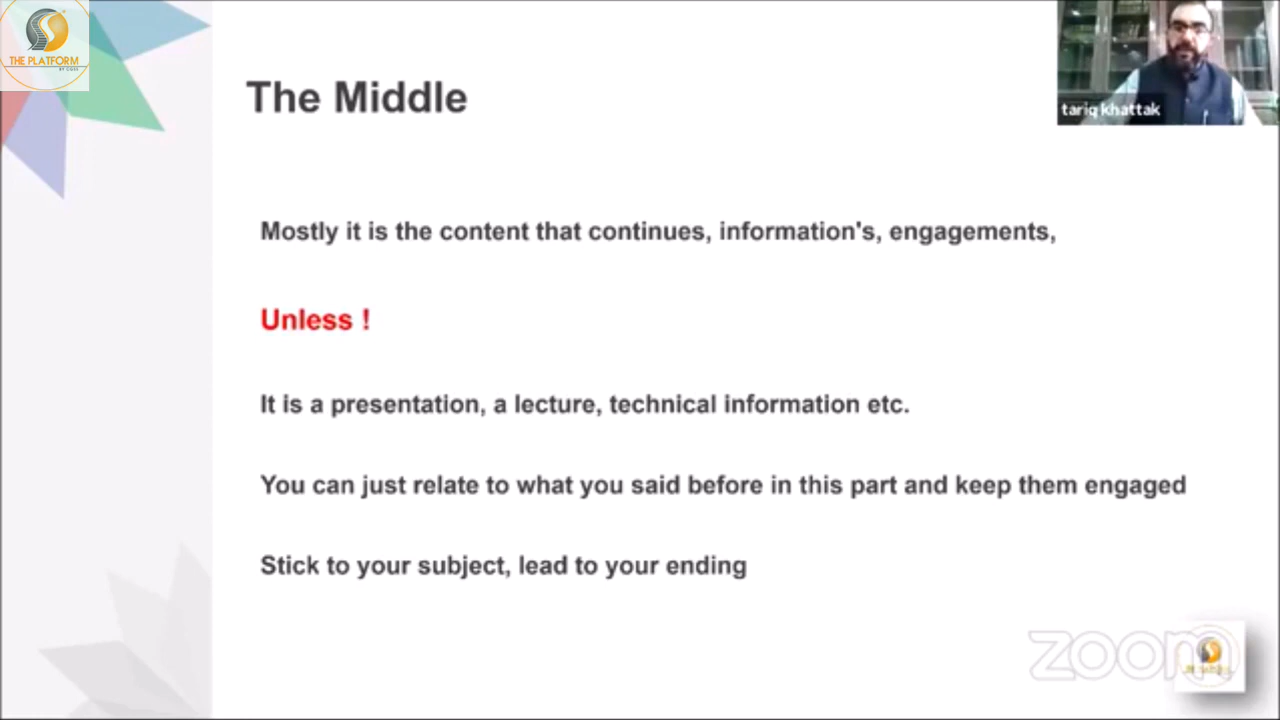 THE PLATFORM
The Middle
tariq khattak
Mostly it is the content that continues, information's, engagements,
Unless !
It is a presentation, a lecture, technical information etc.
You can just relate to what you said before in this part and keep them engaged
Stick to your subject, lead to your ending
zoom